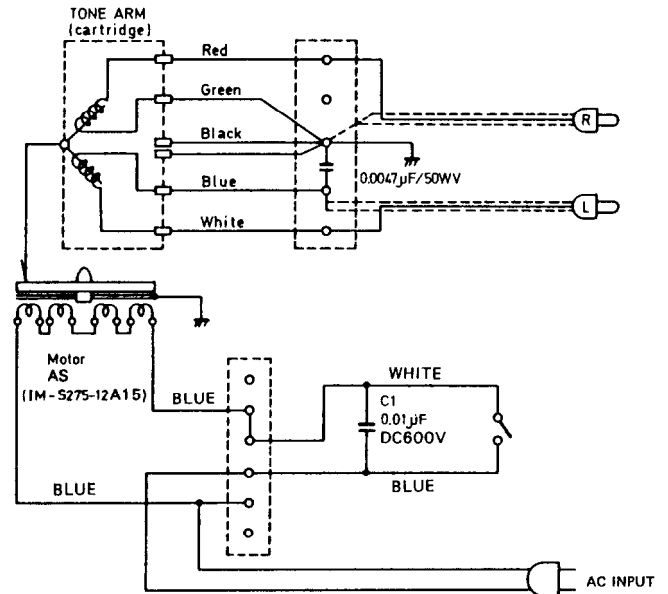 TONE ARM
(cartridge)
Red
Green
Black
Blue
White
R
0.0047µF/50WV
L
Motor
AS
(IM-S275-12A15)
BLUE
WHITE
C1
0.01µF
DC600V
BLUE
BLUE
AC INPUT